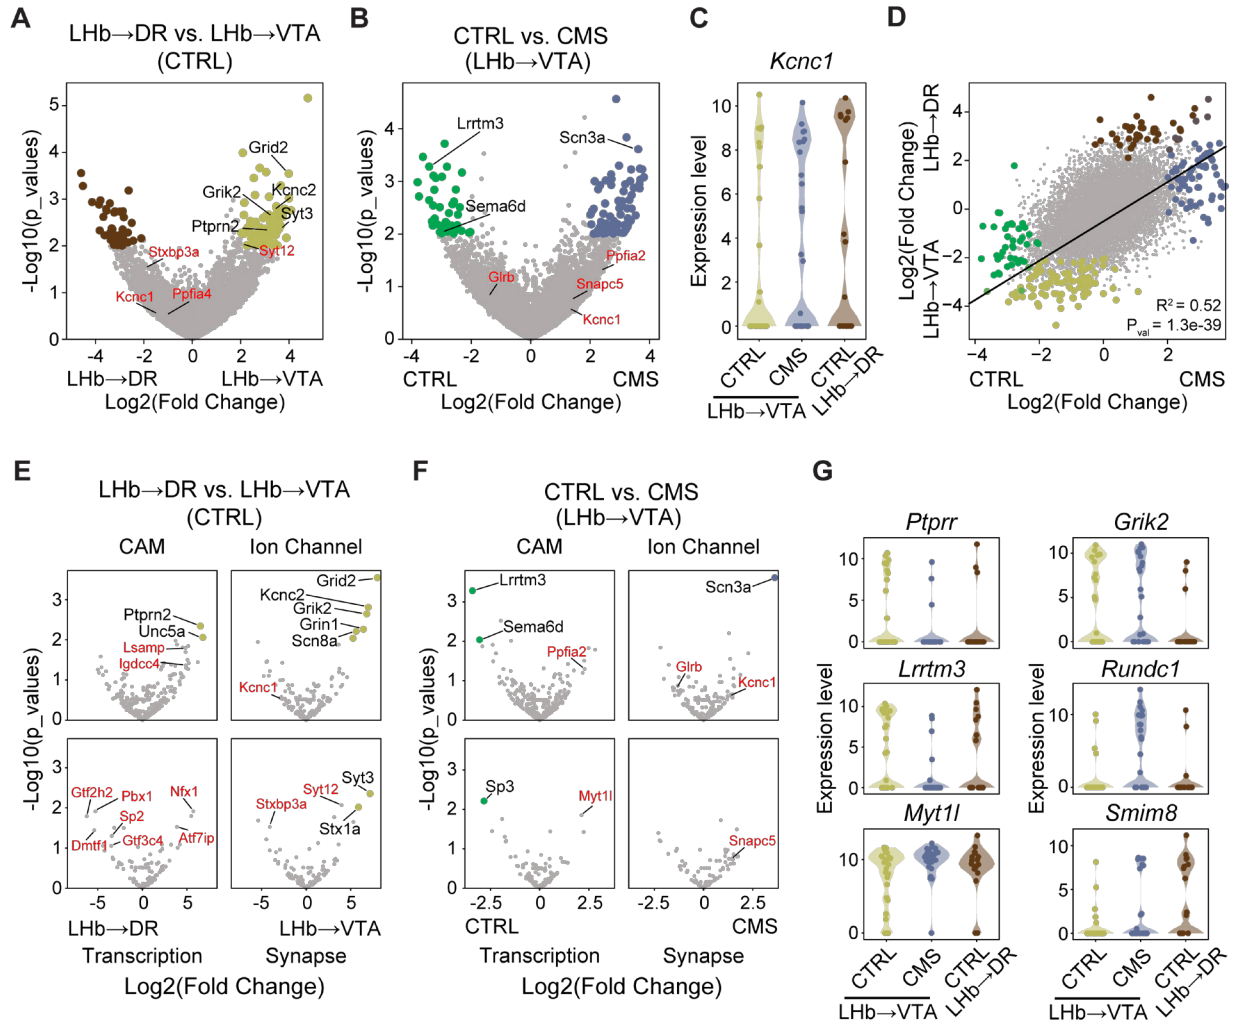 A
LHb→DR vs. LHb→VTA
(CTRL)
-Log10(p_values)
5
4
3
2
1
0
Grid2
Grik2
Kcnc2
Ptprn2
Syt3
Stxbp3a
Syt12
Kcnc1
Ppfia4
-4
-2
0
2
4
LHb→DR
LHb→VTA
Log2(Fold Change)
B
CTRL vs. CMS
(LHb→VTA)
-Log10(p_values)
4
3
2
1
0
Lrrtm3
Scn3a
Sema6d
Ppfia2
Glrb
Snapc5
Kcnc1
-4
-2
0
2
4
CTRL
CMS
Log2(Fold Change)
C
Kcnc1
Expression level
10
8
6
4
2
0
CTRL
CMS
CTRL
LHb→DR
LHb→VTA
D
LHb→DR
Log2(Fold Change)
LHb→VTA
4
2
0
−2
−4
R² = 0.52
Pval = 1.3e-39
−4
−2
0
2
CTRL
CMS
Log2(Fold Change)
E
LHb→DR vs. LHb→VTA
(CTRL)
CAM
Ion Channel
-Log10(p_values)
3
2
1
0
Ptprn2
Unc5a
Lsamp
Igdcc4
Grid2
Kcnc2
Grik2
Grin1
Scn8a
Kcnc1
3
2
1
0
Gtf2h2
Pbx1
Nfx1
Sp2
Dmtf1
Gtf3c4
Atf7ip
Syt3
Syt12
Stxbp3a
Stx1a
-5
0
5
-5
0
5
LHb→DR
LHb→VTA
Transcription
Synapse
Log2(Fold Change)
F
CTRL vs. CMS
(LHb→VTA)
CAM
Ion Channel
-Log10(p_values)
3
2
1
0
Lrrtm3
Sema6d
Ppfia2
Scn3a
Glrb
Kcnc1
3
2
1
0
Sp3
Myt1l
Snapc5
-2.5
0
2.5
-2.5
0
2.5
CTRL
CMS
Transcription
Synapse
Log2(Fold Change)
G
Ptprr
Grik2
10
5
0
10
5
0
Lrrtm3
Rundc1
Expression level
10
5
0
Expression level
10
0
Myt1l
Smim8
10
0
10
5
0
CTRL
CMS
CTRL
LHb→DR
LHb→VTA
CTRL
CMS
CTRL
LHb→DR
LHb→VTA